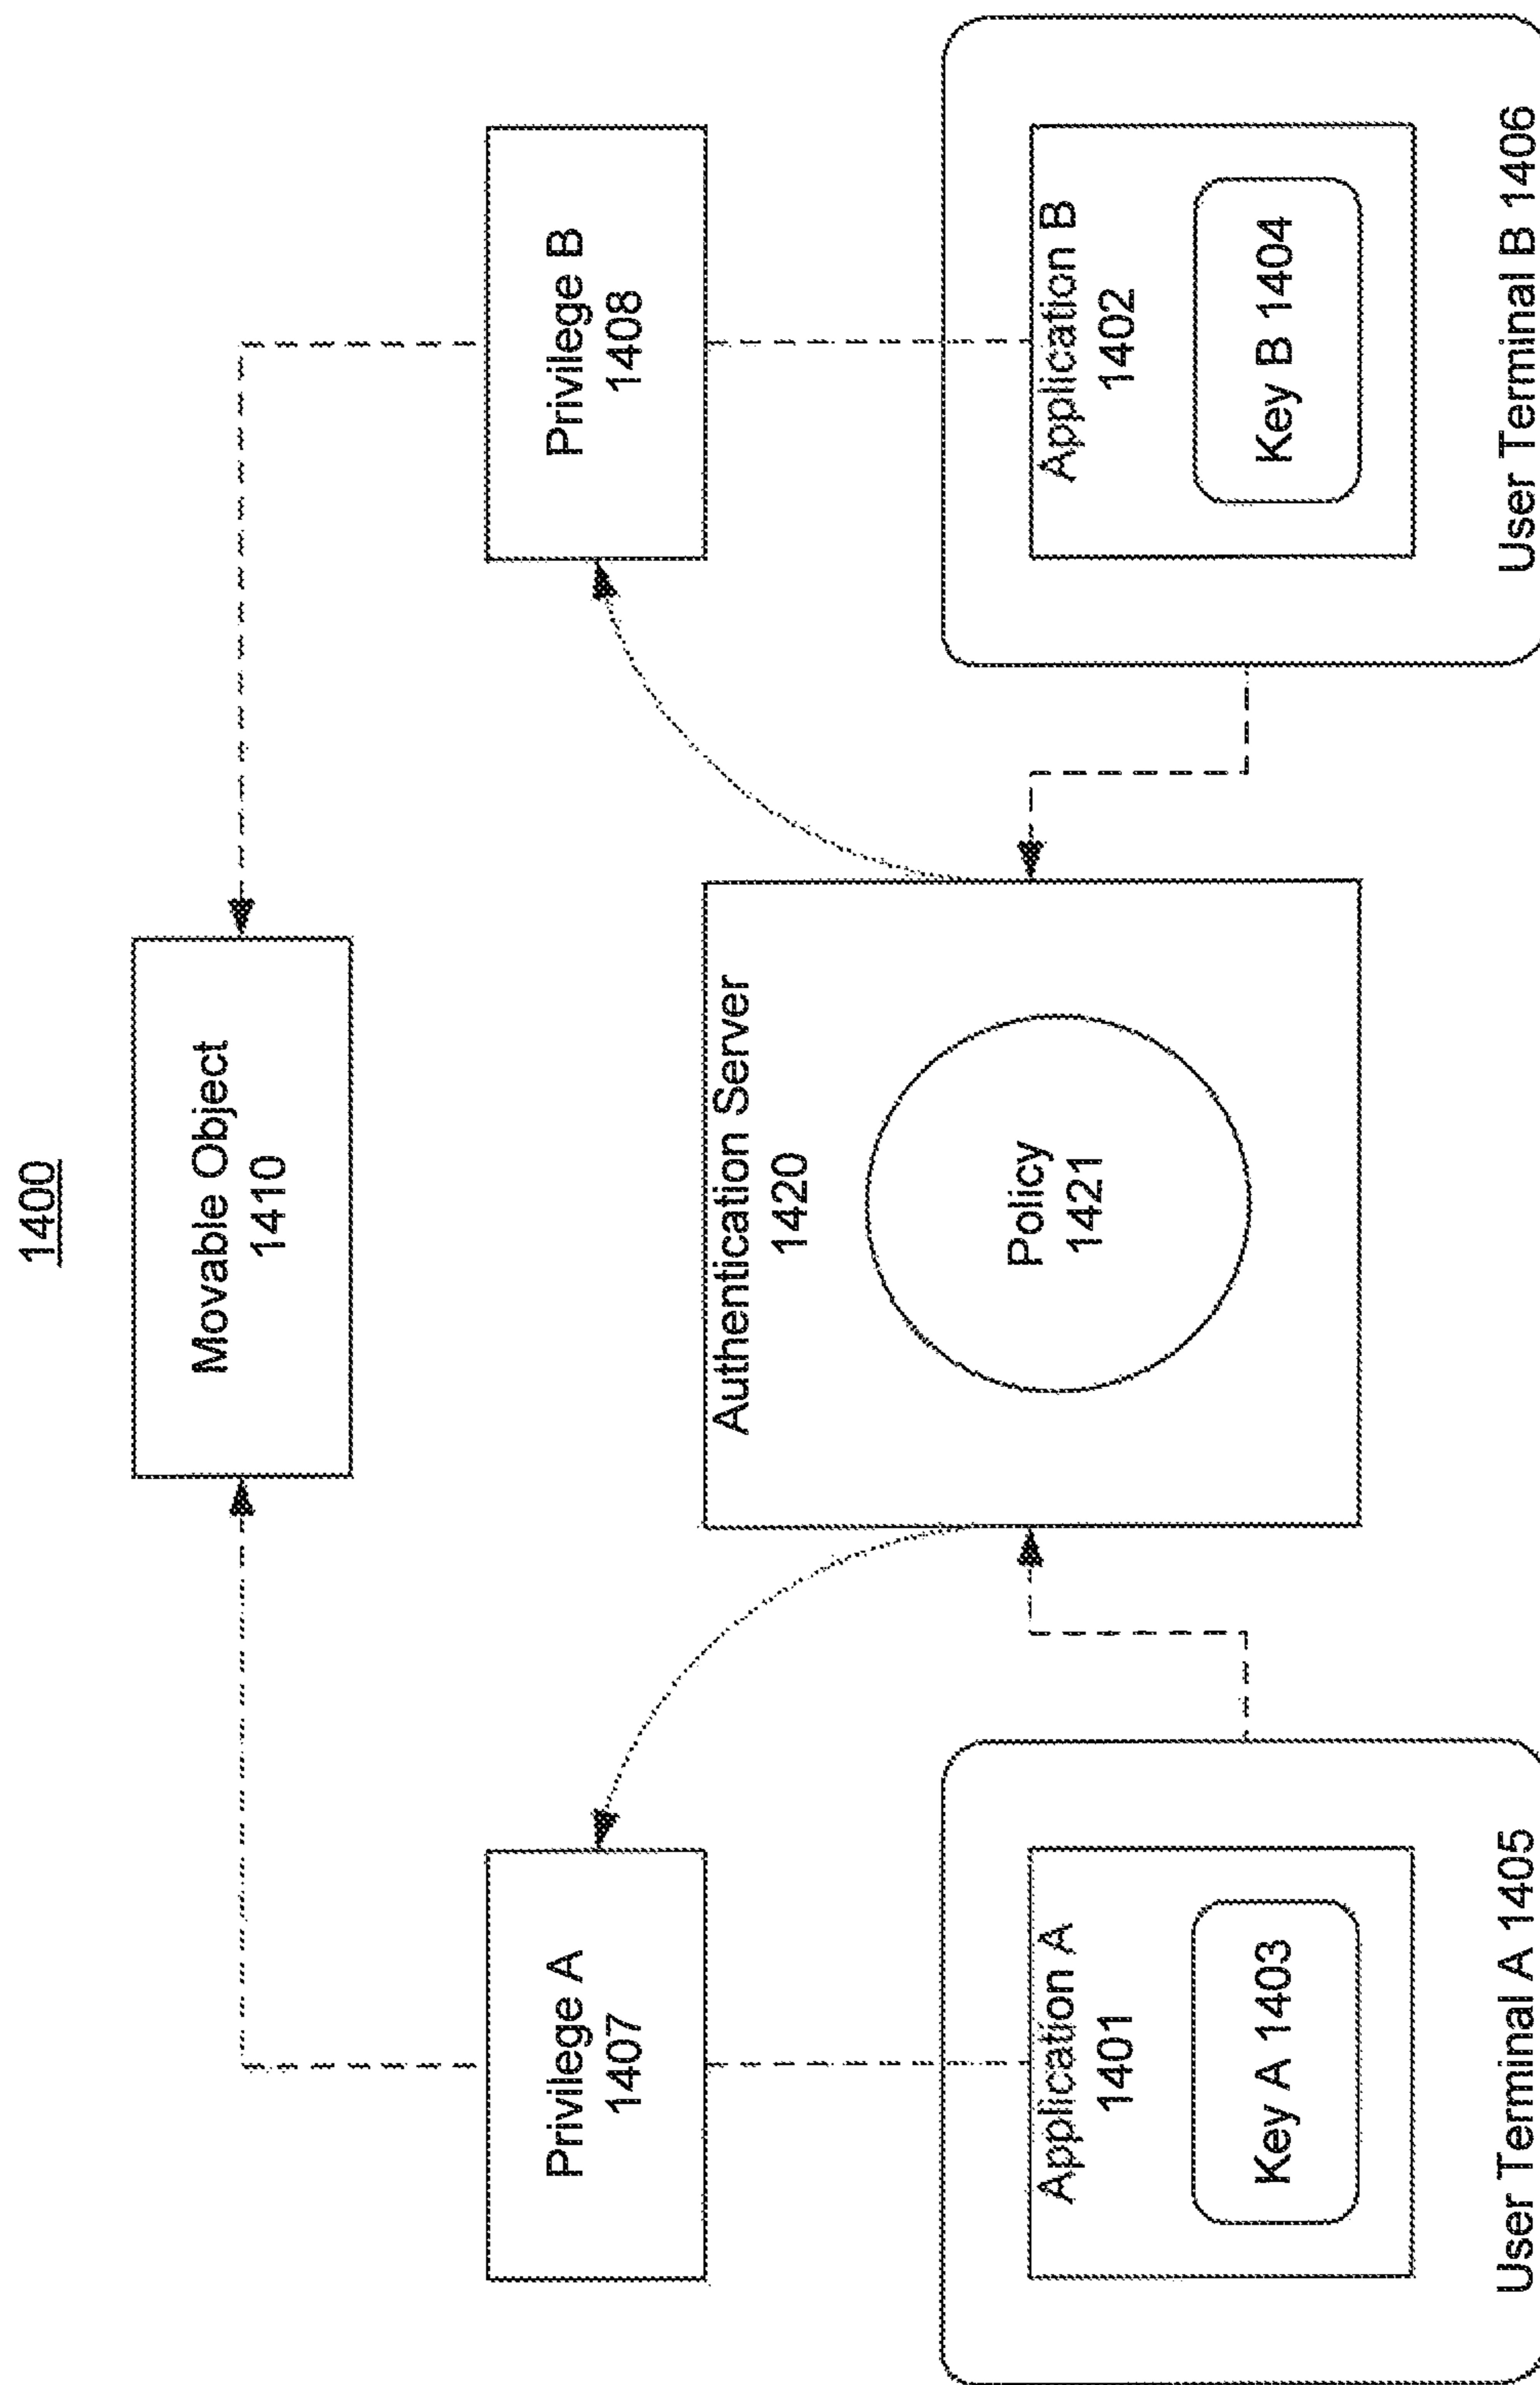 1400
Movable Object
1410
Privilege A
1407
Privilege B
1408
Authentication Server
1420
Policy
1421
Application A
1401
Key A 1403
User Terminal A 1405
Application B
1402
Key B 1404
User Terminal B 1406